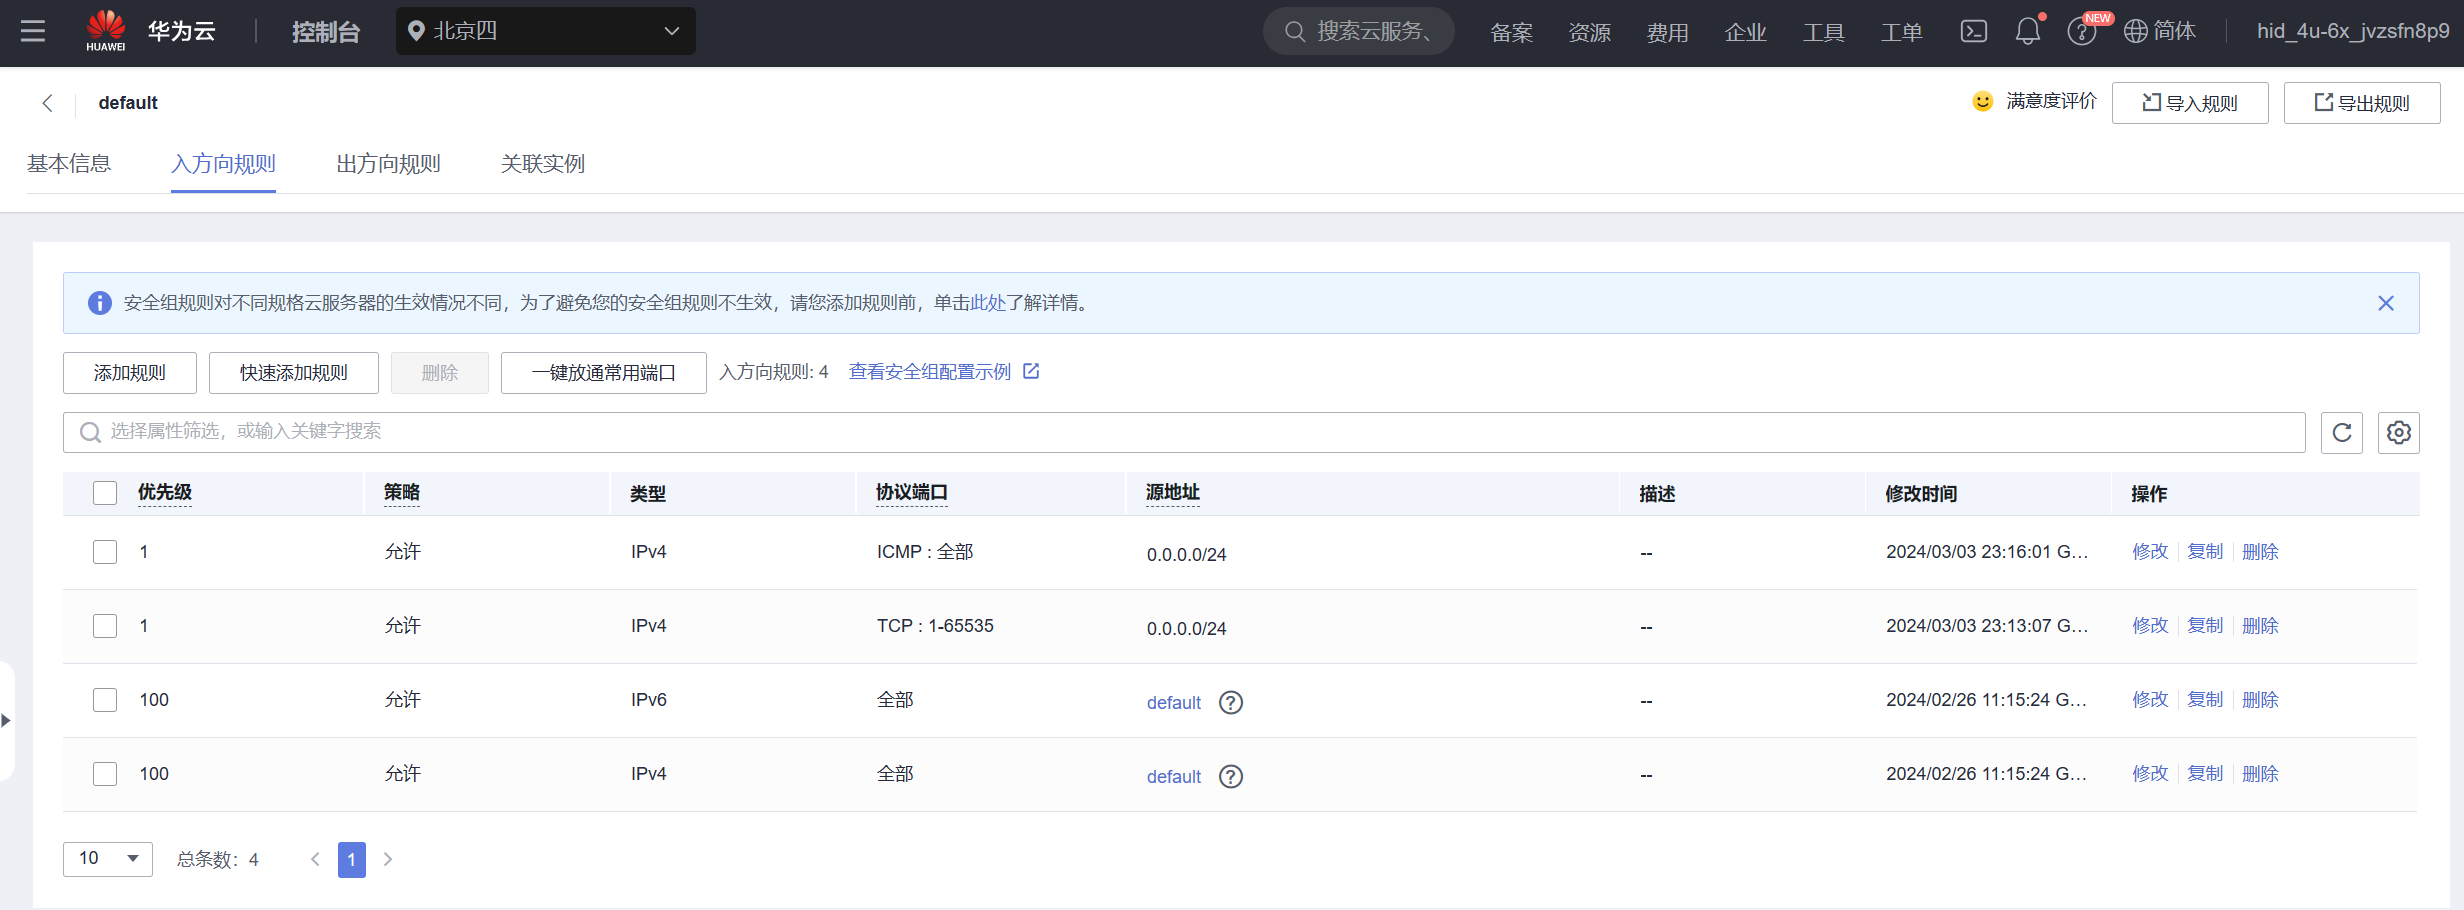 HUAWEI 华为云 控制台 北京四 搜索云服务、 备案 资源 费用 企业 工具 工单 NEW 简体 hid_4u-6x_jvzsfn8p9
default 满意度评价 导入规则 导出规则
基本信息 入方向规则 出方向规则 关联实例
安全组规则对不同规格云服务器的生效情况不同，为了避免您的安全组规则不生效，请您添加规则前，单击此处了解详情。
添加规则 快速添加规则 删除 一键放通常用端口 入方向规则: 4 查看安全组配置示例
选择属性筛选，或输入关键字搜索
优先级 策略 类型 协议端口 源地址 描述 修改时间 操作
1 允许 IPv4 ICMP : 全部 0.0.0.0/24 -- 2024/03/03 23:16:01 G... 修改 复制 删除
1 允许 IPv4 TCP : 1-65535 0.0.0.0/24 -- 2024/03/03 23:13:07 G... 修改 复制 删除
100 允许 IPv6 全部 default -- 2024/02/26 11:15:24 G... 修改 复制 删除
100 允许 IPv4 全部 default -- 2024/02/26 11:15:24 G... 修改 复制 删除
10 总条数: 4 1